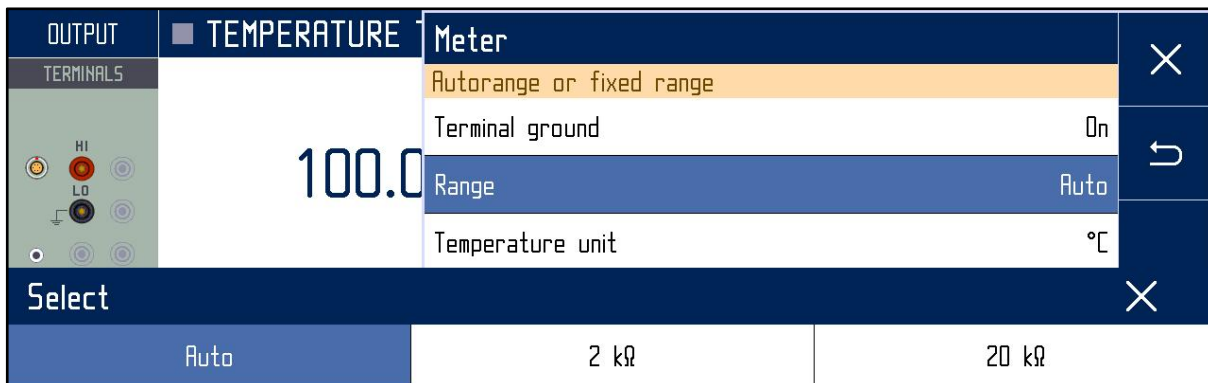 OUTPUT
TERMINALS
HI
LO
TEMPERATURE
100.0
Meter
Autorange or fixed range
Terminal ground On
Range Auto
Temperature unit °C
Select
Auto 2 kΩ 20 kΩ